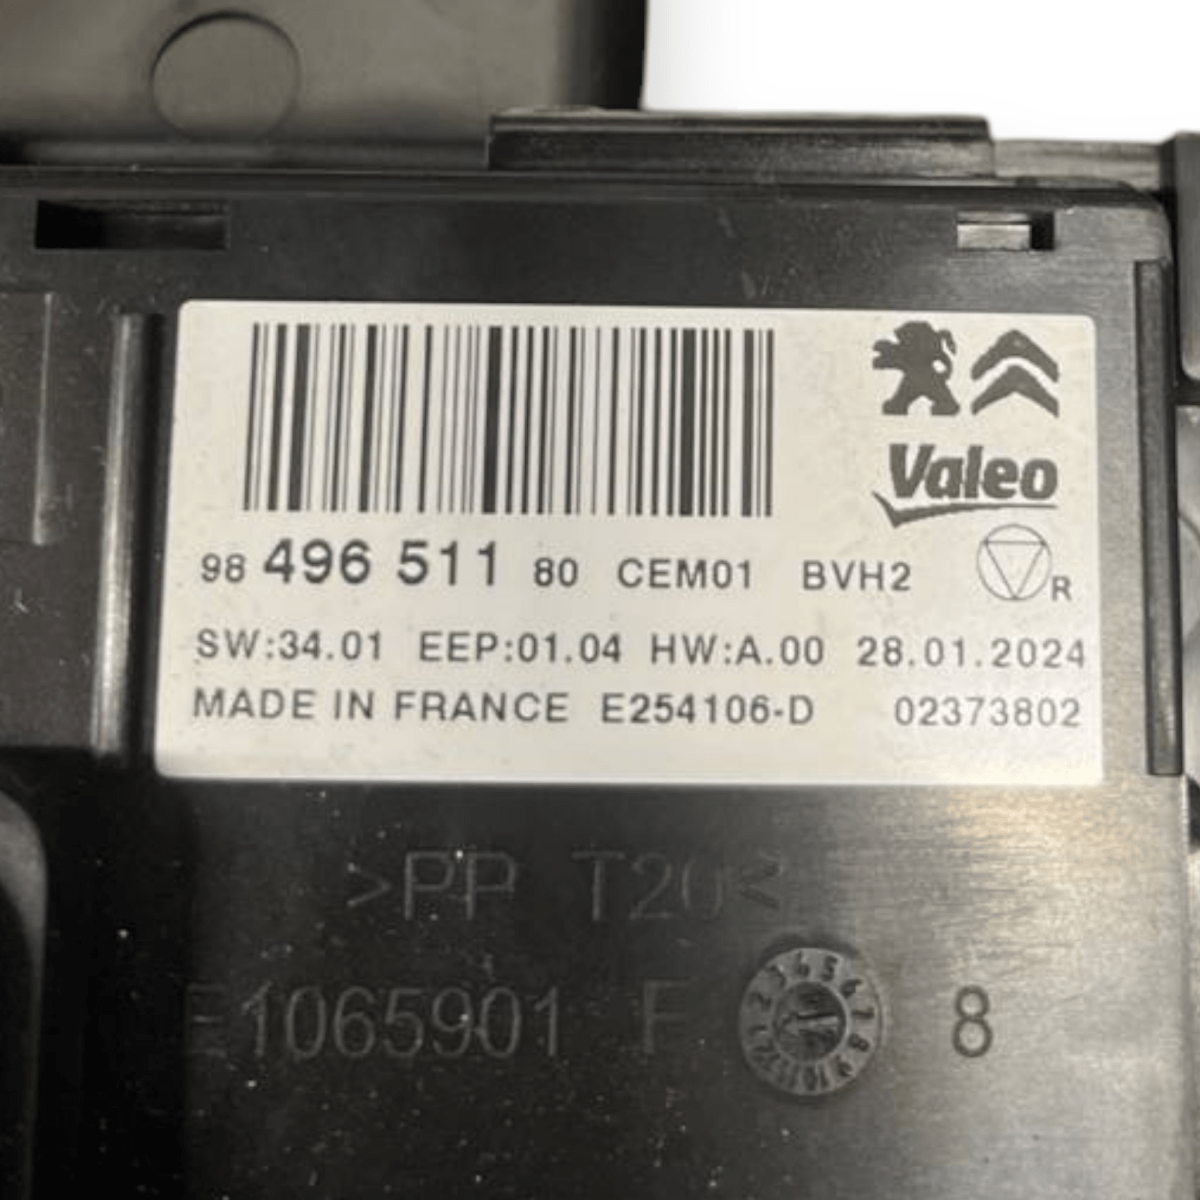 Valeo
98 496 511 80 CEM01 BVH2 R
SW:34.01 EEP:01.04 HW:A.00 28.01.2024
MADE IN FRANCE E254106-D 02373802
>PP T20<
E1065901 F 8